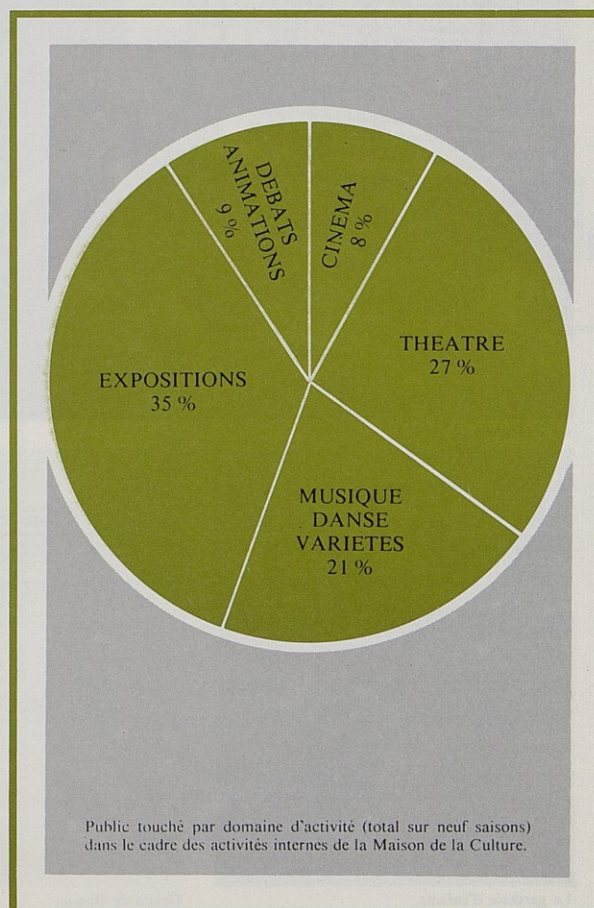 DEBATS
ANIMATIONS
9 %
CINEMA
8 %
THEATRE
27 %
EXPOSITIONS
35 %
MUSIQUE
DANSE
VARIETES
21 %
Public touché par domaine d'activité (total sur neuf saisons)
dans le cadre des activités internes de la Maison de la Culture.